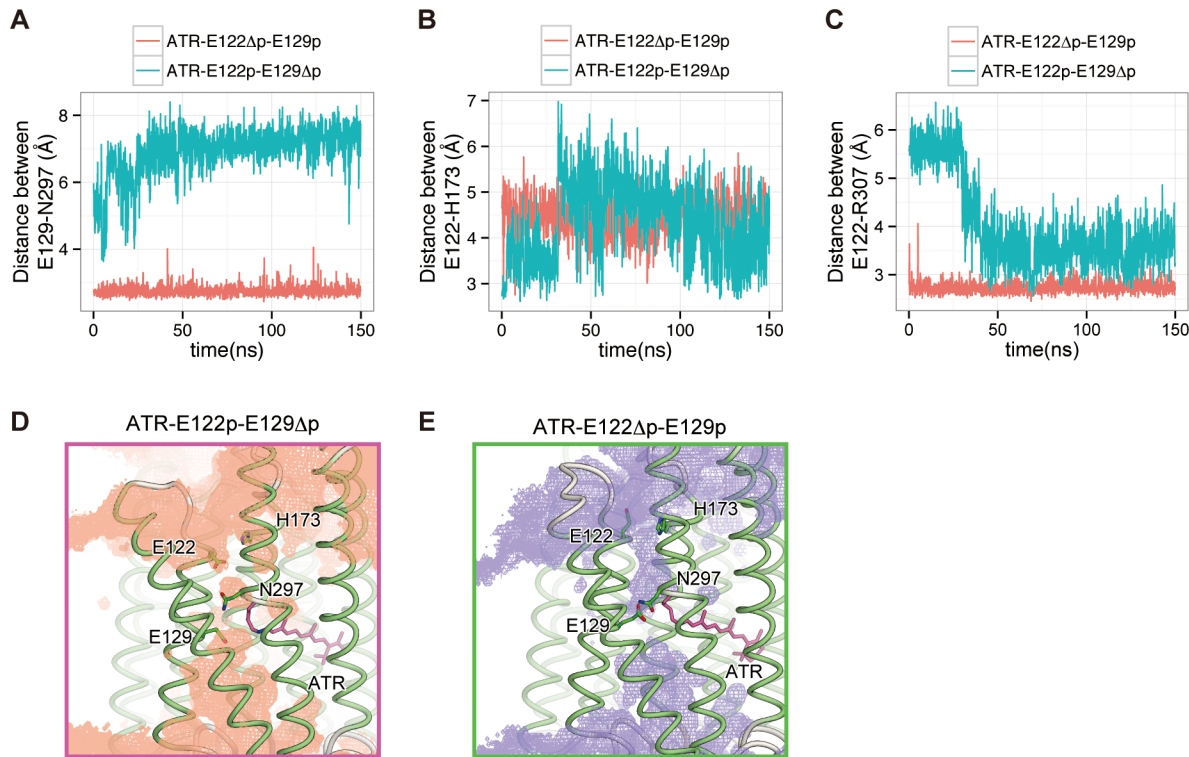 A
ATR-E122Δp-E129p
ATR-E122p-E129Δp
Distance between
E129-N297 (Å)
8
6
4
0
50
100
150
time(ns)
B
ATR-E122Δp-E129p
ATR-E122p-E129Δp
Distance between
E122-H173 (Å)
7
6
5
4
3
0
50
100
150
time(ns)
C
ATR-E122Δp-E129p
ATR-E122p-E129Δp
Distance between
E122-R307 (Å)
6
5
4
3
0
50
100
150
time(ns)
D
ATR-E122p-E129Δp
H173
E122
N297
E129
ATR
E
ATR-E122Δp-E129p
H173
E122
N297
E129
ATR